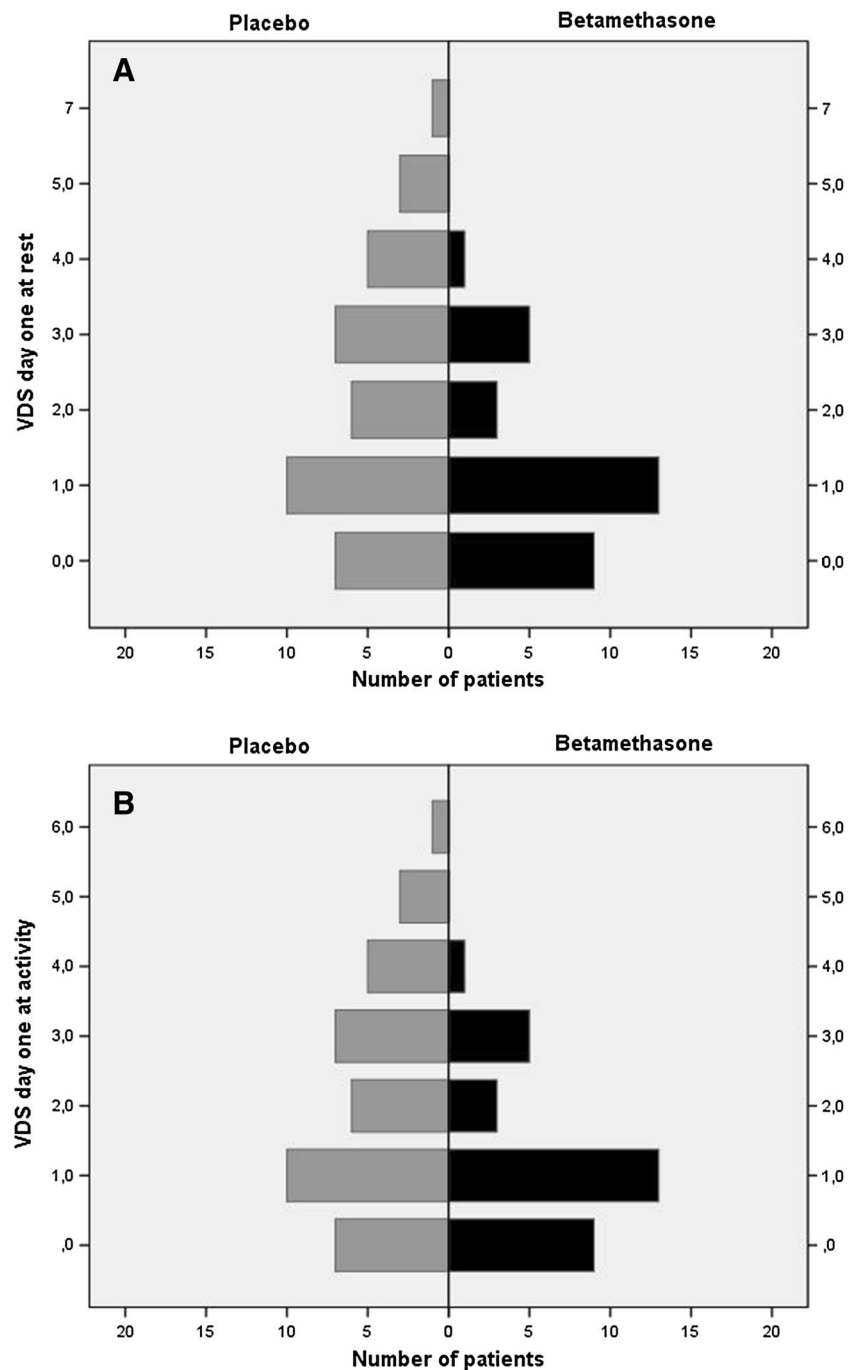 Placebo Betamethasone
A
VDS day one at rest
7 7
5,0 5,0
4,0 4,0
3,0 3,0
2,0 2,0
1,0 1,0
0,0 0,0
20 15 10 5 0 5 10 15 20
Number of patients
Placebo Betamethasone
B
VDS day one at activity
6,0 6,0
5,0 5,0
4,0 4,0
3,0 3,0
2,0 2,0
1,0 1,0
,0 ,0
20 15 10 5 0 5 10 15 20
Number of patients